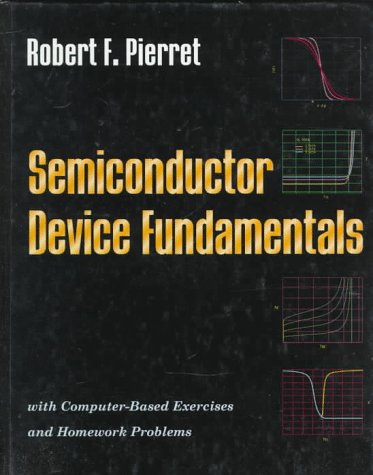 Robert F. Pierret
Semiconductor
Device Fundamentals
with Computer-Based Exercises
and Homework Problems